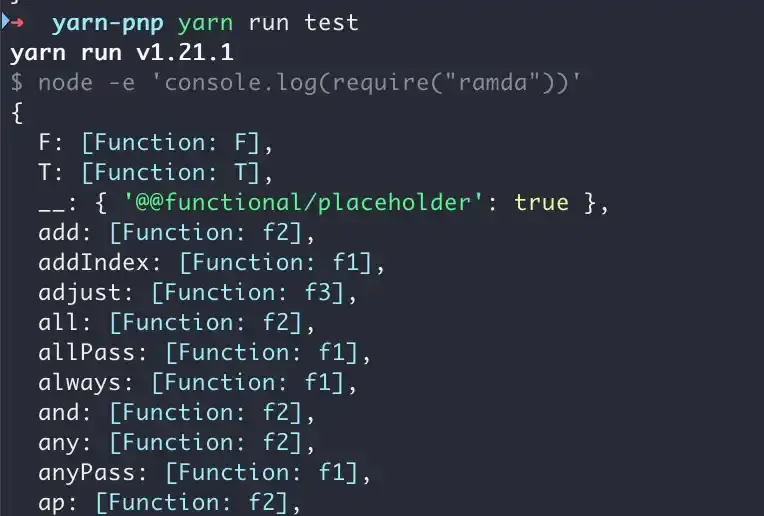 }
➜ yarn-pnp yarn run test
yarn run v1.21.1
$ node -e 'console.log(require("ramda"))'
{
  F: [Function: F],
  T: [Function: T],
  __: { '@@functional/placeholder': true },
  add: [Function: f2],
  addIndex: [Function: f1],
  adjust: [Function: f3],
  all: [Function: f2],
  allPass: [Function: f1],
  always: [Function: f1],
  and: [Function: f2],
  any: [Function: f2],
  anyPass: [Function: f1],
  ap: [Function: f2],